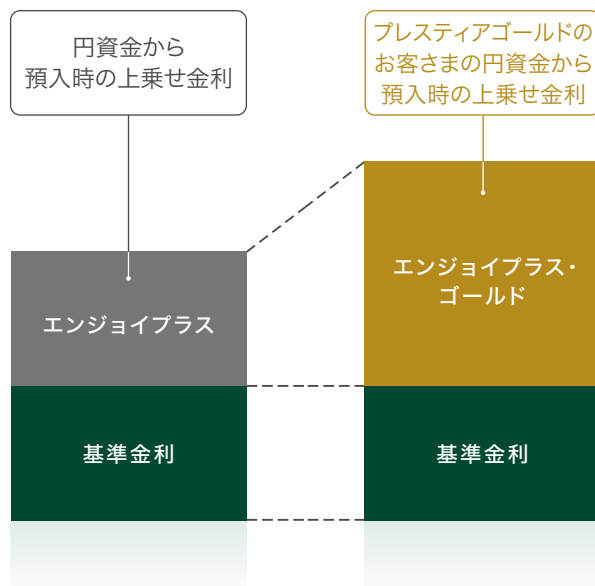 円資金から
預入時の上乗せ金利
プレスティアゴールドの
お客さまの円資金から
預入時の上乗せ金利
エンジョイプラス
エンジョイプラス・
ゴールド
基準金利
基準金利